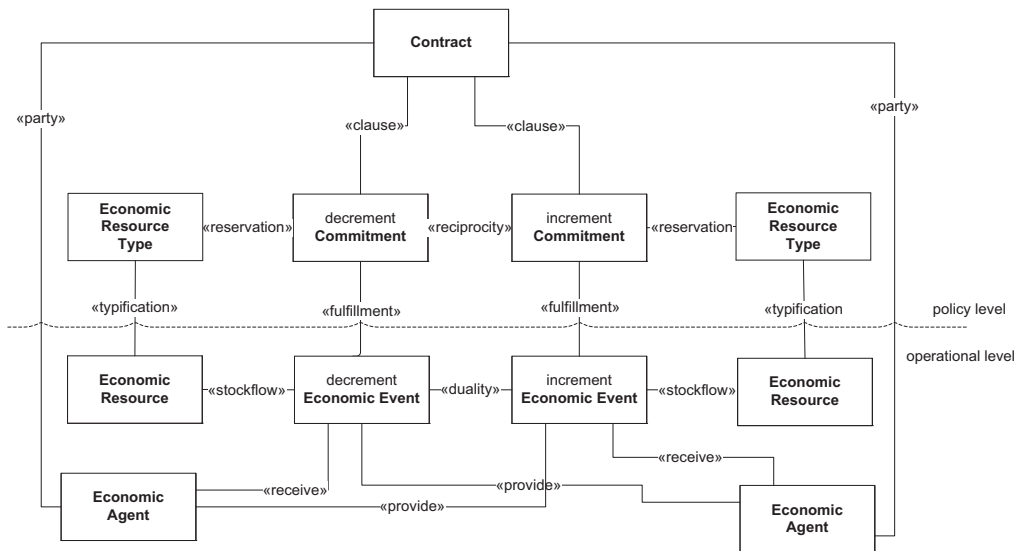 Contract
«party»
«party»
«clause»
«clause»
Economic
Resource
Type
«reservation»
decrement
Commitment
«reciprocity»
increment
Commitment
«reservation
Economic
Resource
Type
«typification»
«fulfillment»
«fulfillment»
«typification
policy level
operational level
Economic
Resource
«stockflow»
decrement
Economic Event
«duality»
increment
Economic Event
«stockflow»
Economic
Resource
«receive»
«receive»
«provide»
«provide»
Economic
Agent
Economic
Agent